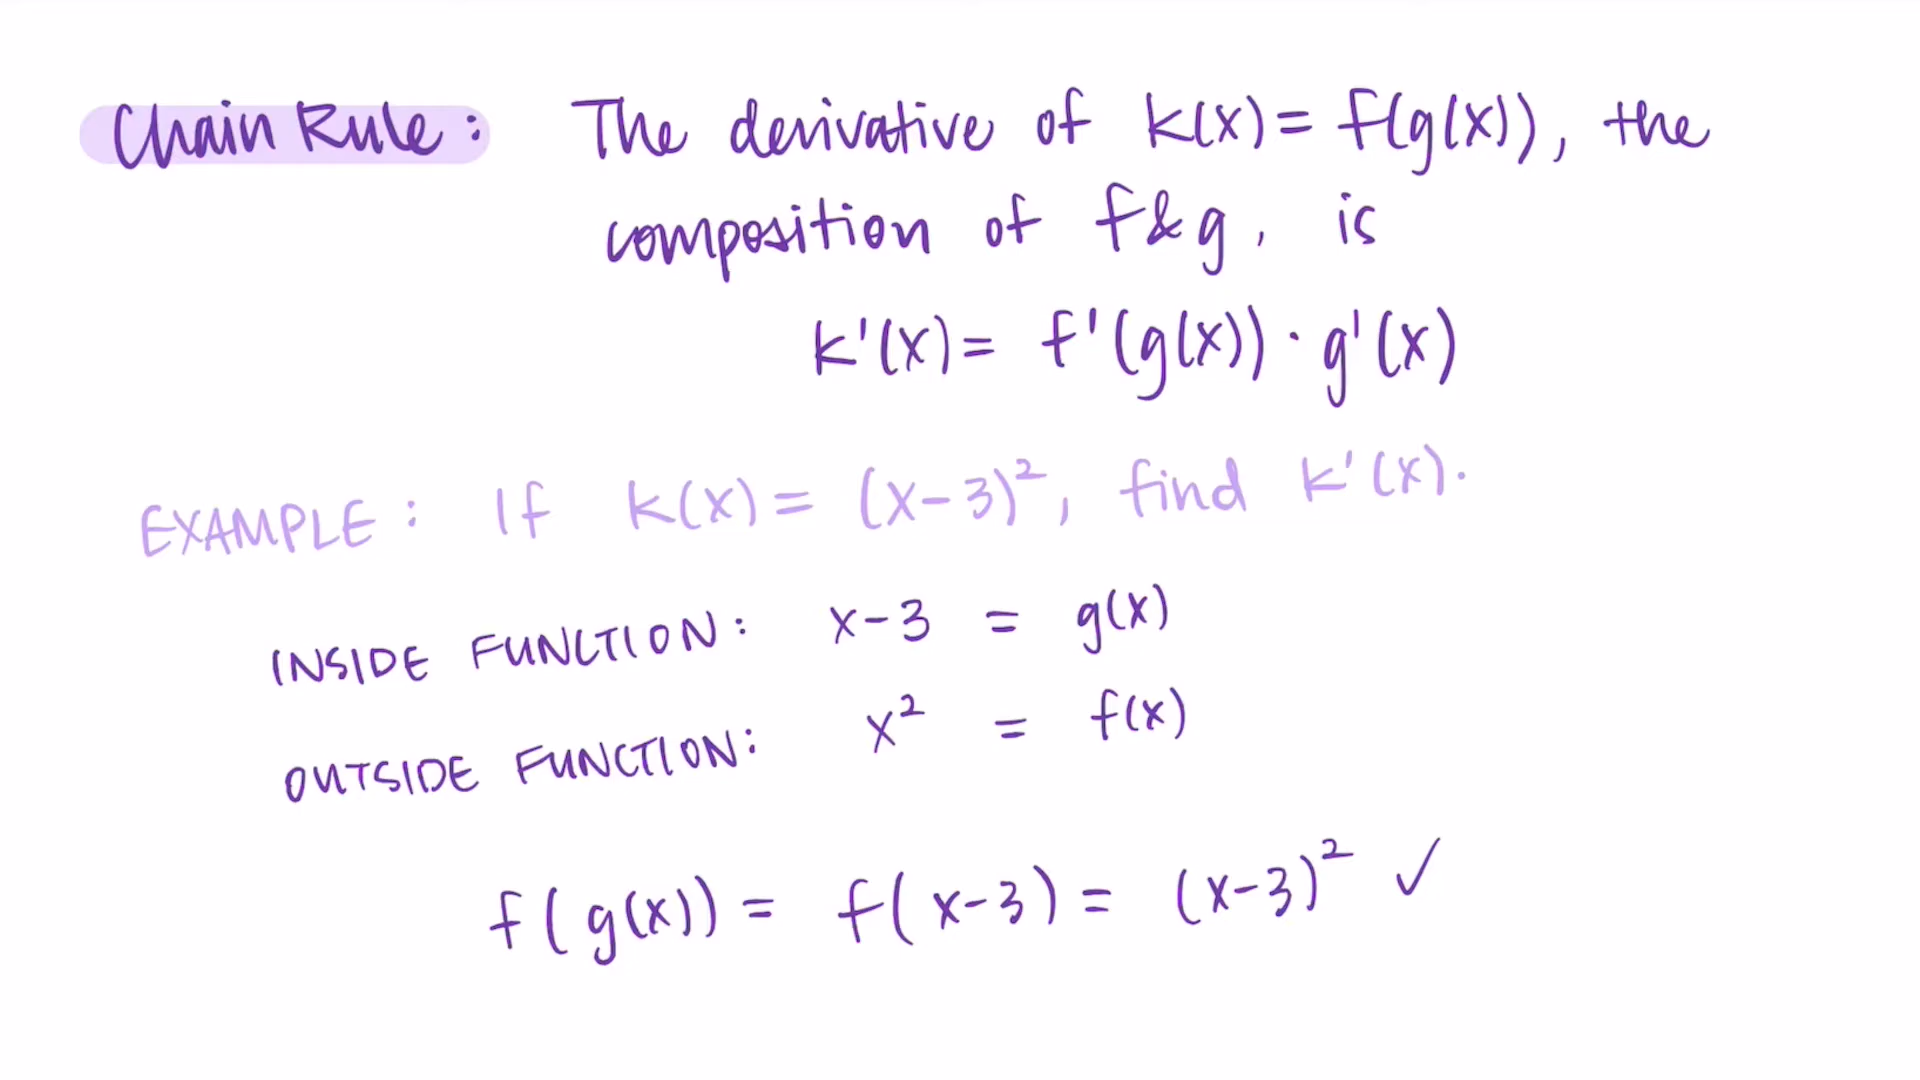 Chain Rule: The derivative of k(x)= f(g(x)), the
composition of f & g, is
k'(x)= f'(g(x)) · g'(x)
EXAMPLE: If k(x)= (x-3)², find k'(x).
INSIDE FUNCTION: x-3 = g(x)
OUTSIDE FUNCTION: x² = f(x)
f(g(x)) = f(x-3) = (x-3)² ✓